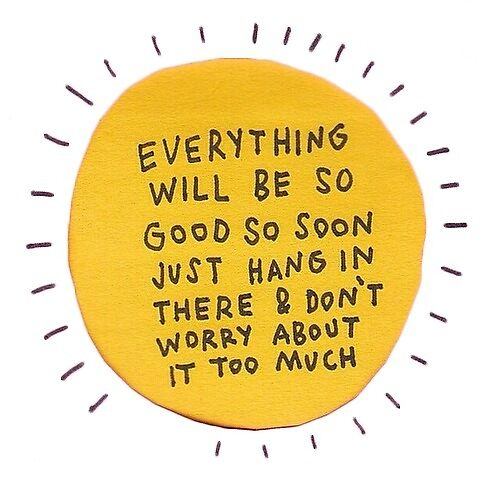 EVERYTHING
WILL BE SO
GOOD SO SOON
JUST HANG IN
THERE & DON'T
WORRY ABOUT
IT TOO MUCH